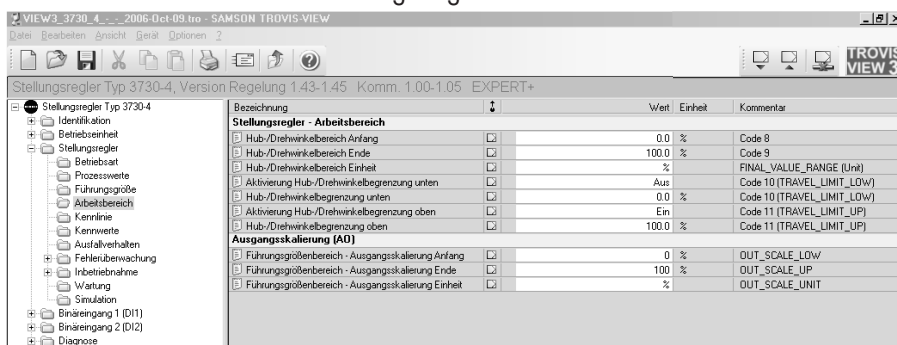 VIEW3_3730_4_-_-_2006-Oct-09.tro - SAMSON TROVIS-VIEW
Datei Bearbeiten Ansicht Gerät Optionen ?
TROVIS
VIEW 3
Stellungsregler Typ 3730-4, Version Regelung 1.43-1.45 Komm. 1.00-1.05 EXPERT+
Stellungsregler Typ 3730-4
Identifikation
Betriebseinheit
Stellungsregler
Betriebsart
Prozesswerte
Führungsgröße
Arbeitsbereich
Kennlinie
Kennwerte
Ausfallverhalten
Fehlerüberwachung
Inbetriebnahme
Wartung
Simulation
Binäreingang 1 (DI1)
Binäreingang 2 (DI2)
Diagnose
Bezeichnung Wert Einheit Kommentar
Stellungsregler - Arbeitsbereich
Hub-/Drehwinkelbereich Anfang 0.0 % Code 8
Hub-/Drehwinkelbereich Ende 100.0 % Code 9
Hub-/Drehwinkelbereich Einheit % FINAL_VALUE_RANGE (Unit)
Aktivierung Hub-/Drehwinkelbegrenzung unten Aus Code 10 (TRAVEL_LIMIT_LOW)
Hub-/Drehwinkelbegrenzung unten 0.0 % Code 10 (TRAVEL_LIMIT_LOW)
Aktivierung Hub-/Drehwinkelbegrenzung oben Ein Code 11 (TRAVEL_LIMIT_UP)
Hub-/Drehwinkelbegrenzung oben 100.0 % Code 11 (TRAVEL_LIMIT_UP)
Ausgangsskalierung (AO)
Führungsgrößenbereich - Ausgangsskalierung Anfang 0 % OUT_SCALE_LOW
Führungsgrößenbereich - Ausgangsskalierung Ende 100 % OUT_SCALE_UP
Führungsgrößenbereich - Ausgangsskalierung Einheit % OUT_SCALE_UNIT